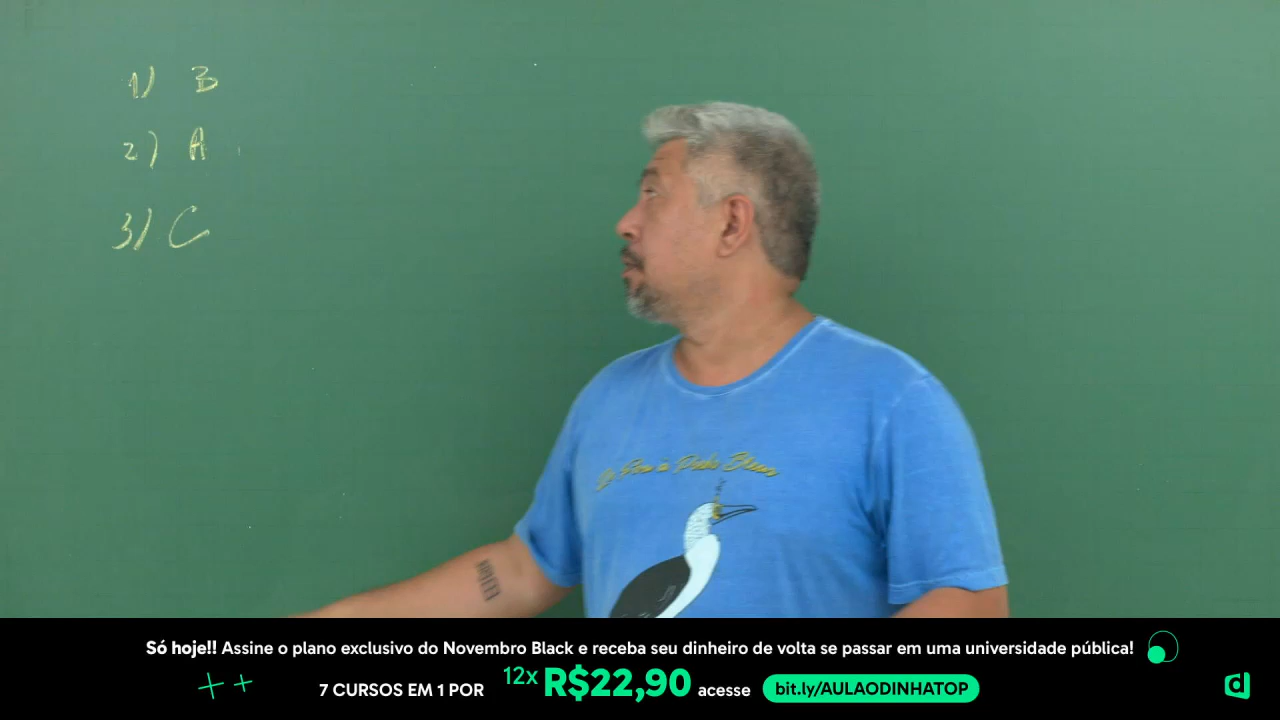 1) B
2) A
3) C
Só hoje!! Assine o plano exclusivo do Novembro Black e receba seu dinheiro de volta se passar em uma universidade pública!
7 CURSOS EM 1 POR 12x R$22,90 acesse bit.ly/AULAODINHATOP
d